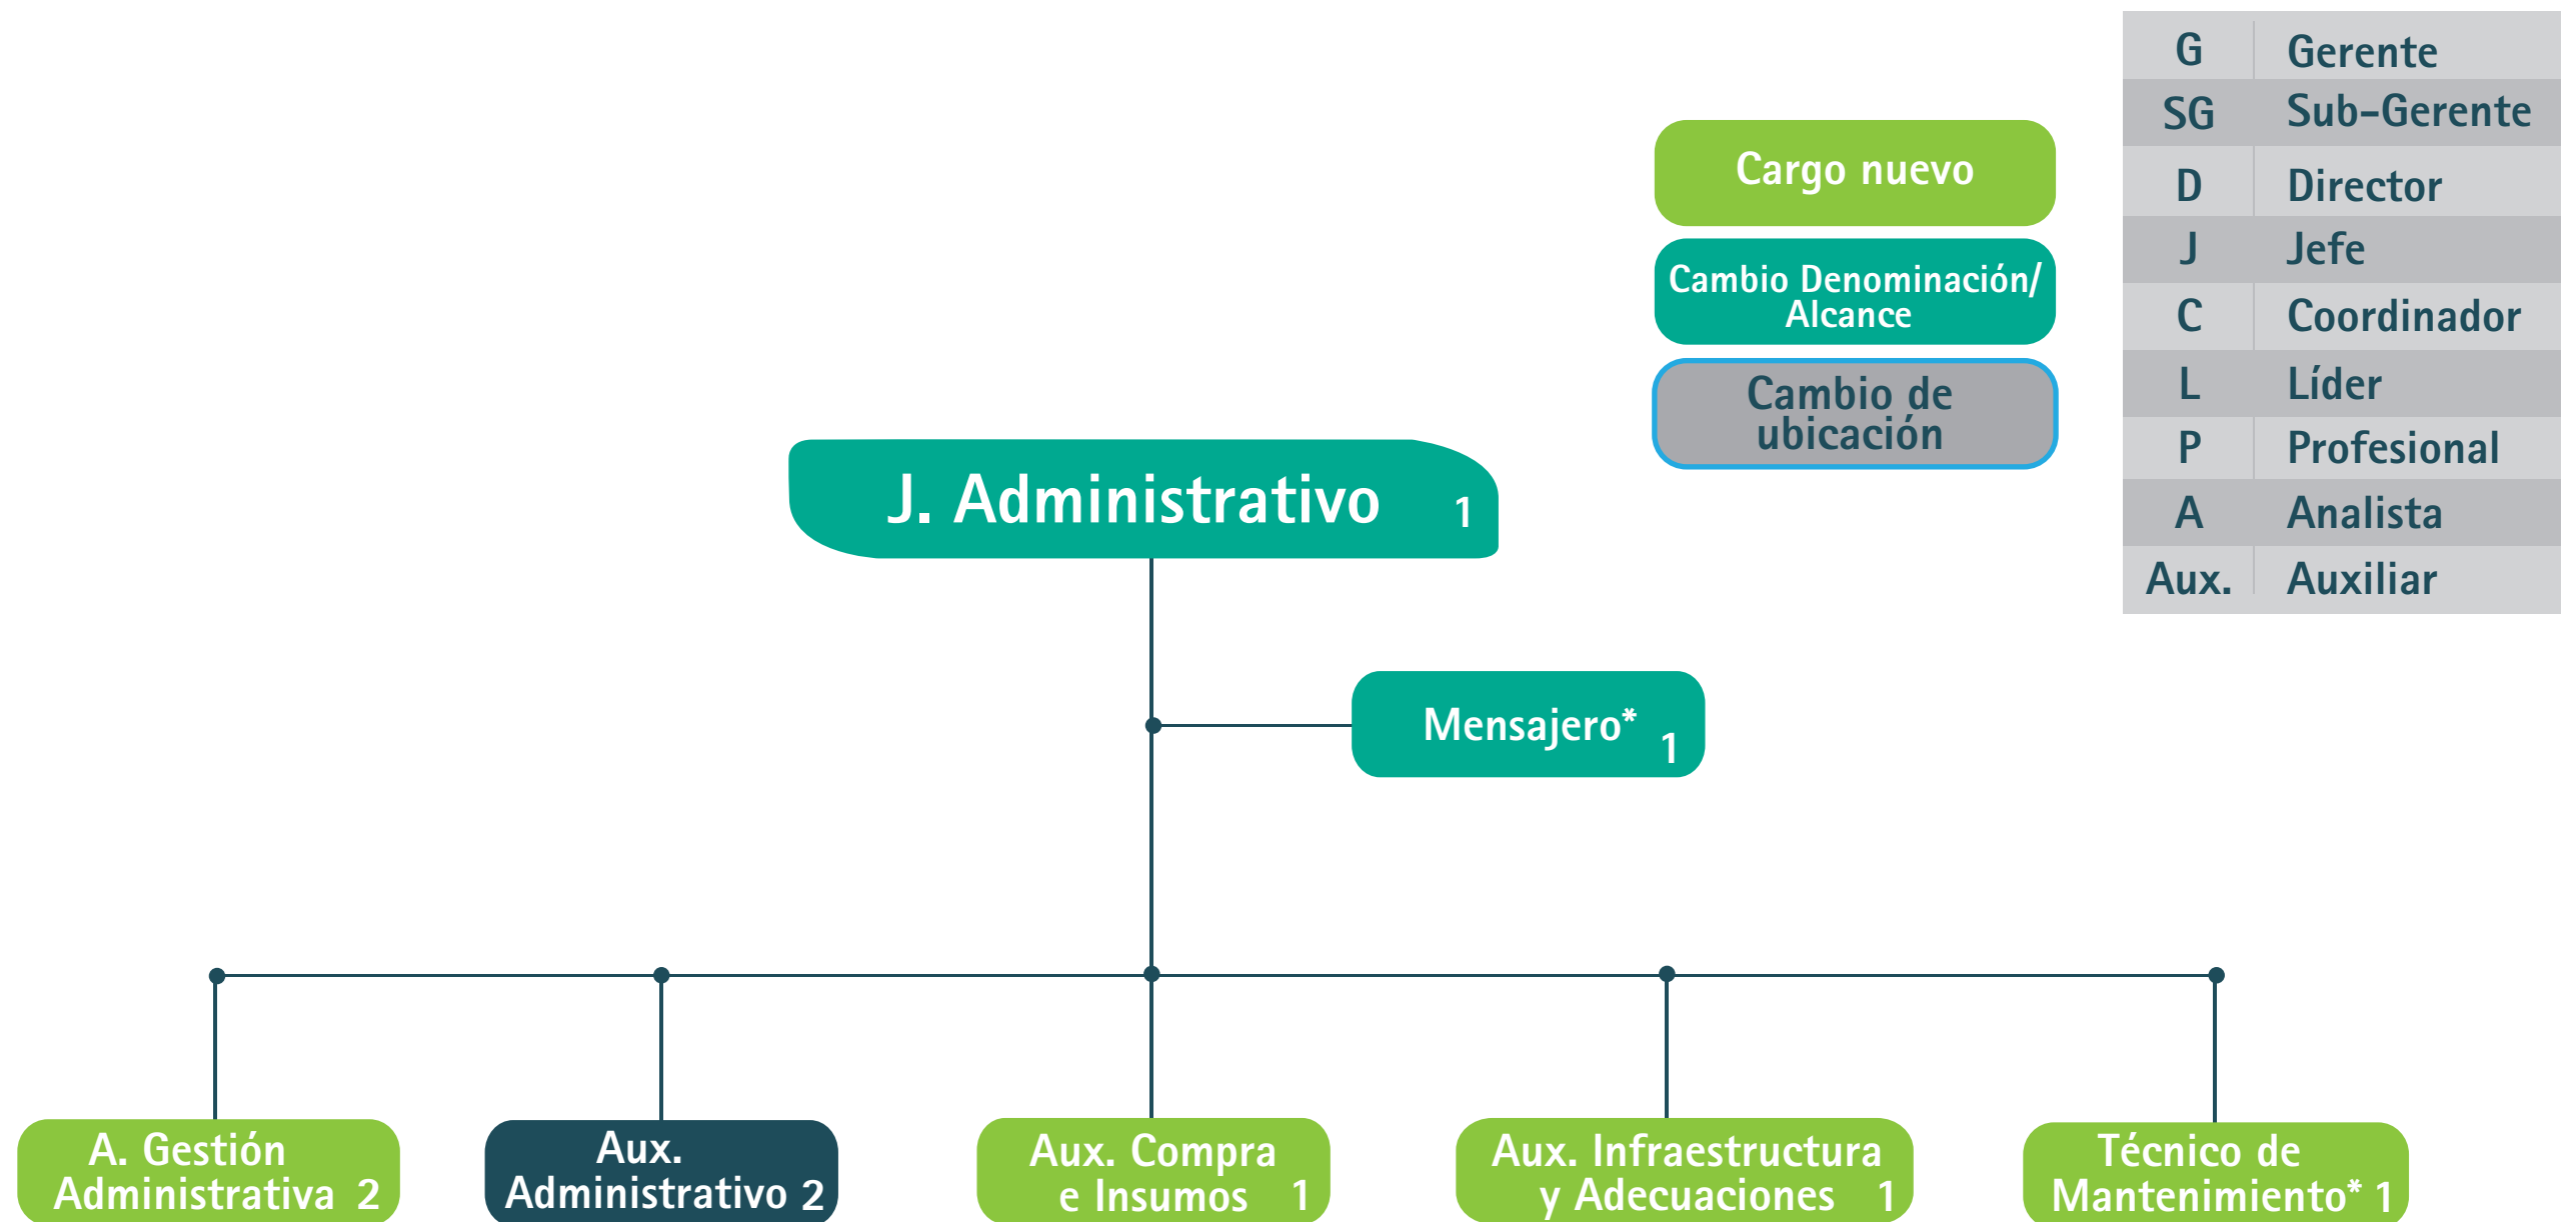 G Gerente
SG Sub-Gerente
D Director
J Jefe
C Coordinador
L Líder
P Profesional
A Analista
Aux. Auxiliar
Cargo nuevo
Cambio Denominación/
Alcance
Cambio de
ubicación
J. Administrativo 1
Mensajero* 1
A. Gestión
Administrativa 2
Aux.
Administrativo 2
Aux. Compra
e Insumos 1
Aux. Infraestructura
y Adecuaciones 1
Técnico de
Mantenimiento* 1